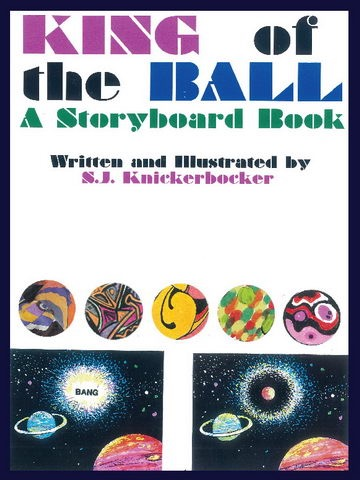 KING of
the BALL
A Storyboard Book
Written and Illustrated by
S.J. Knickerbocker
BANG